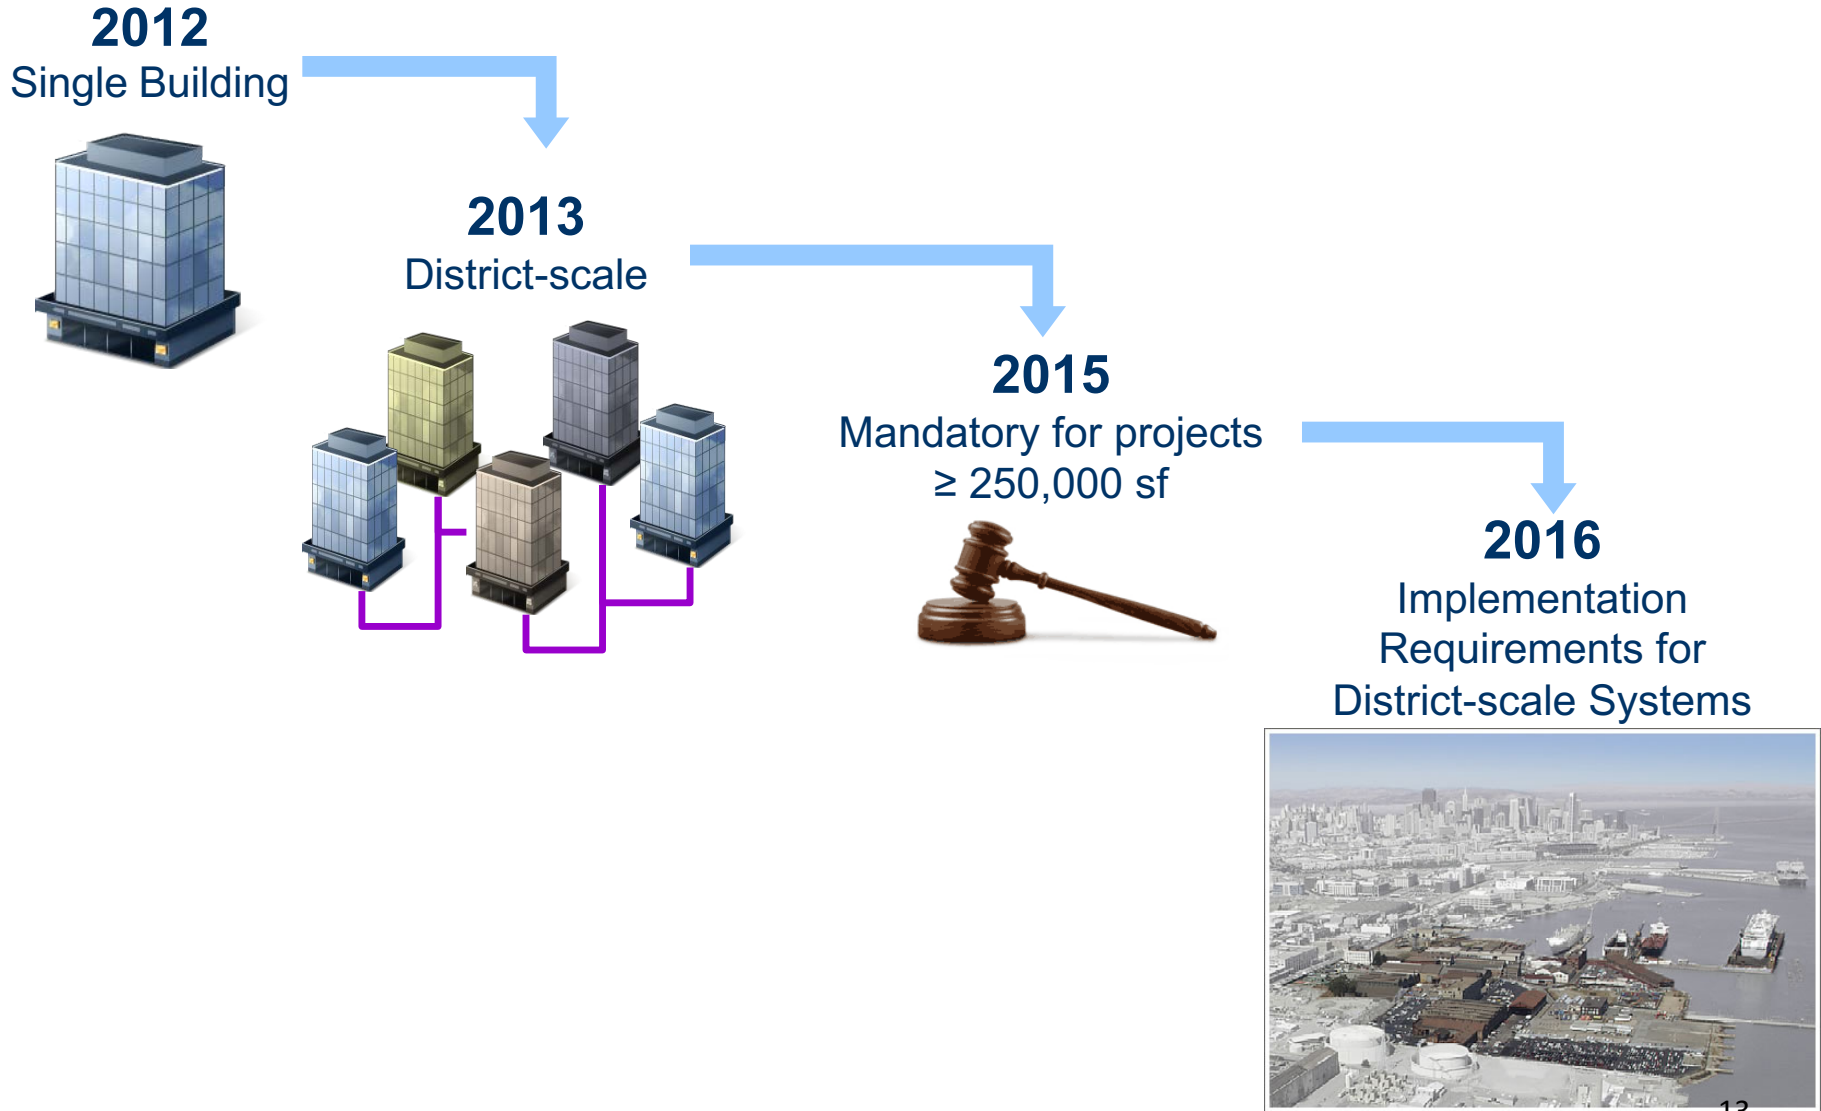 2012
Single Building
2013
District-scale
2015
Mandatory for projects
≥ 250,000 sf
2016
Implementation
Requirements for
District-scale Systems
13